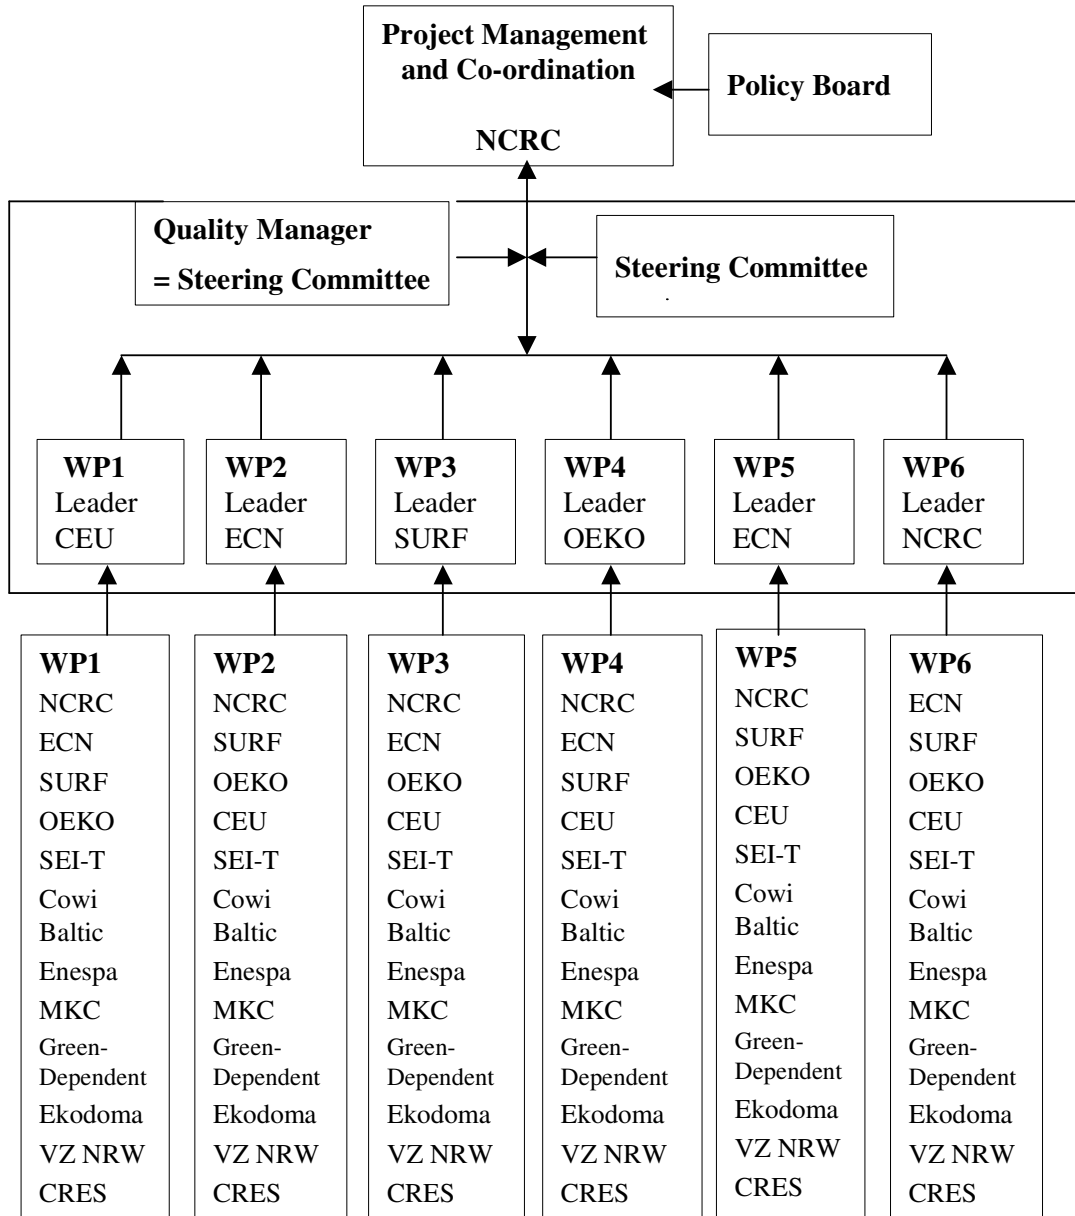 Project Management
and Co-ordination
NCRC
Policy Board
Quality Manager
= Steering Committee
Steering Committee
.
WP1
Leader
CEU
WP2
Leader
ECN
WP3
Leader
SURF
WP4
Leader
OEKO
WP5
Leader
ECN
WP6
Leader
NCRC
WP1
NCRC
ECN
SURF
OEKO
SEI-T
Cowi
Baltic
Enespa
MKC
Green-
Dependent
Ekodoma
VZ NRW
CRES
WP2
NCRC
SURF
OEKO
CEU
SEI-T
Cowi
Baltic
Enespa
MKC
Green-
Dependent
Ekodoma
VZ NRW
CRES
WP3
NCRC
ECN
OEKO
CEU
SEI-T
Cowi
Baltic
Enespa
MKC
Green-
Dependent
Ekodoma
VZ NRW
CRES
WP4
NCRC
ECN
SURF
CEU
SEI-T
Cowi
Baltic
Enespa
MKC
Green-
Dependent
Ekodoma
VZ NRW
CRES
WP5
NCRC
SURF
OEKO
CEU
SEI-T
Cowi
Baltic
Enespa
MKC
Green-
Dependent
Ekodoma
VZ NRW
CRES
WP6
ECN
SURF
OEKO
CEU
SEI-T
Cowi
Baltic
Enespa
MKC
Green-
Dependent
Ekodoma
VZ NRW
CRES